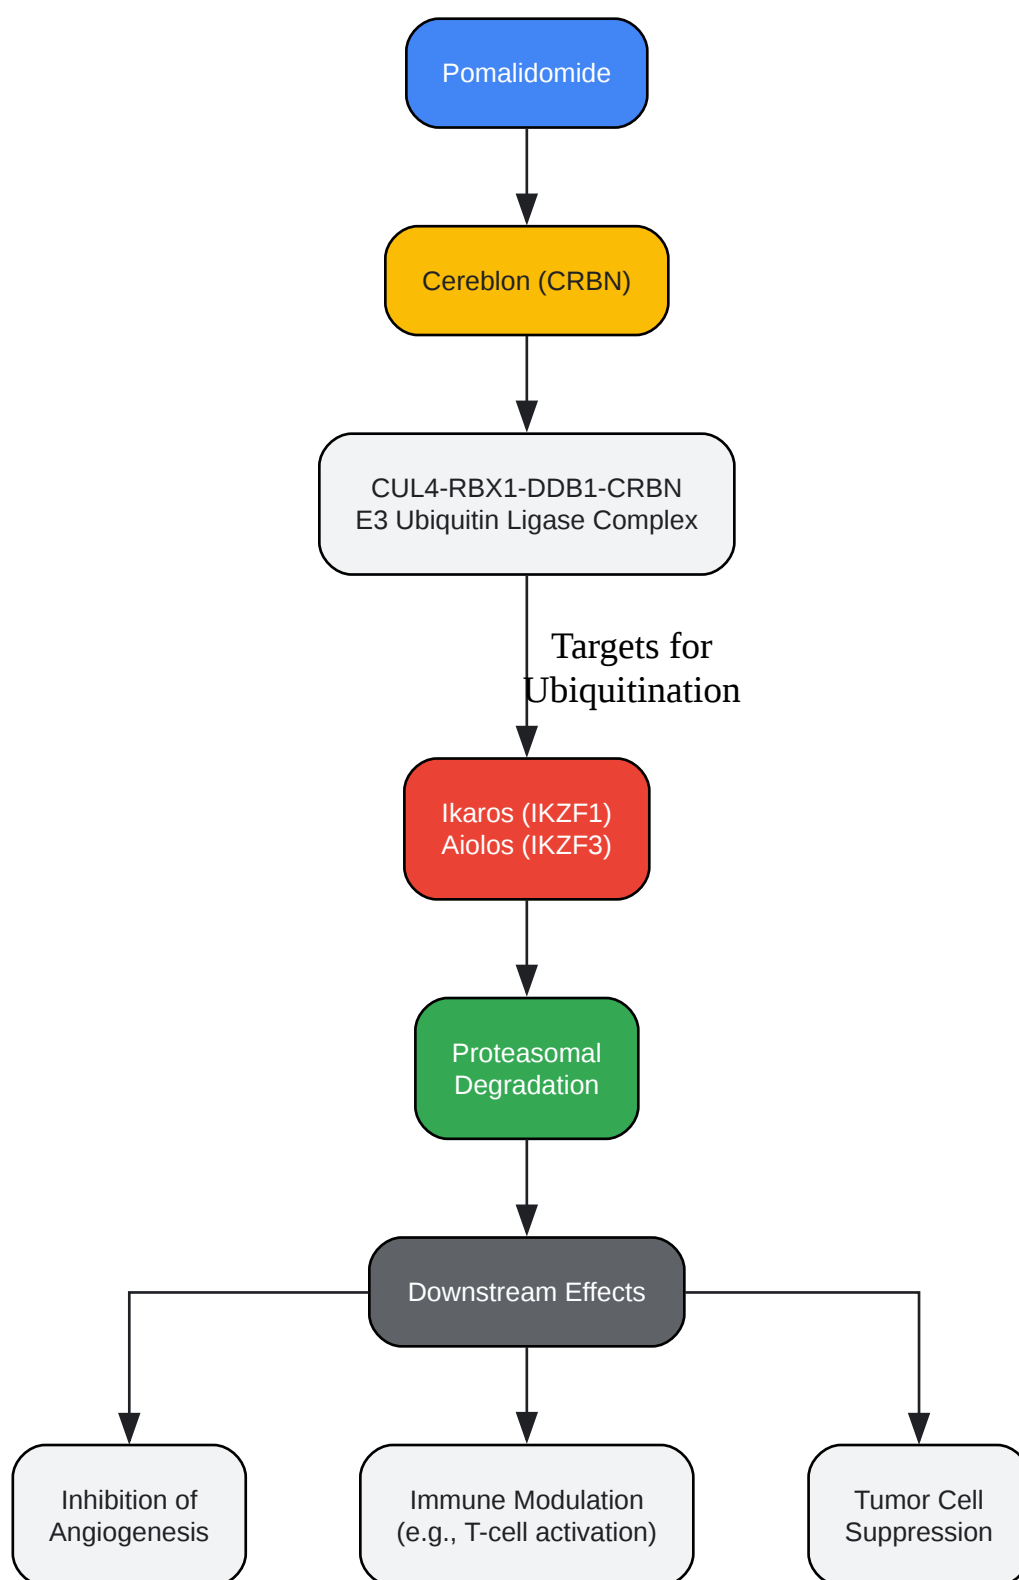 Pomalidomide
Cereblon (CRBN)
CUL4-RBX1-DDB1-CRBN
E3 Ubiquitin Ligase Complex
Targets for
Ubiquitination
Ikaros (IKZF1)
Aiolos (IKZF3)
Proteasomal
Degradation
Downstream Effects
Inhibition of
Angiogenesis
Immune Modulation
(e.g., T-cell activation)
Tumor Cell
Suppression